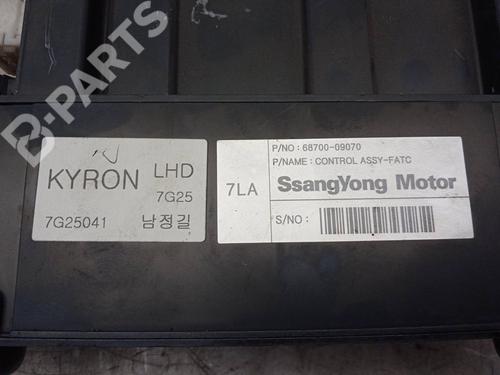 B-PARTS
KYRON LHD
7G25
7G25041 남정길
P/NO : 68700-09070
P/NAME : CONTROL ASSY-FATC
7LA SsangYong Motor
S/NO :